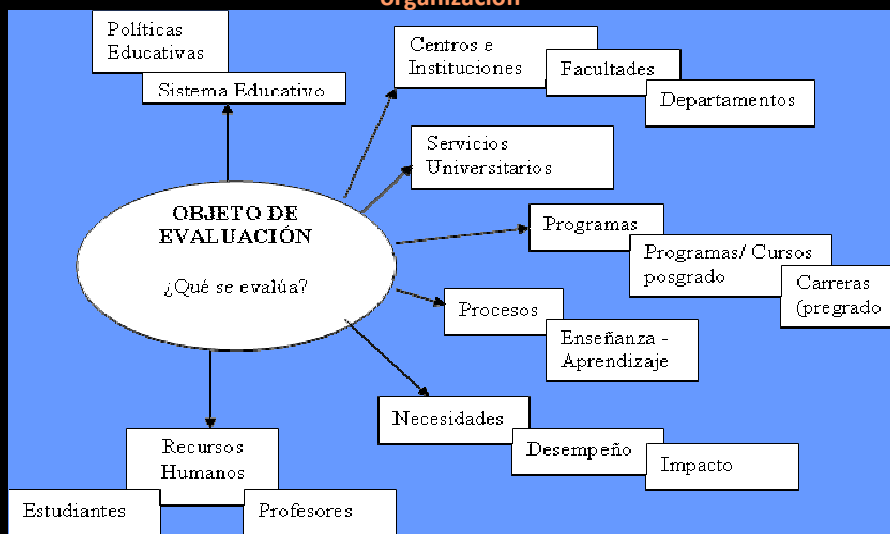 organización
Políticas
Educativas
Sistema Educativo
Centros e
Instituciones
Facultades
Departamentos
Servicios
Universitarios
OBJETO DE
EVALUACIÓN
¿Qué se evalúa?
Programas
Programas/ Cursos
posgrado
Carreras
(pregrado
Procesos
Enseñanza -
Aprendizaje
Necesidades
Desempeño
Impacto
Recursos
Humanos
Estudiantes
Profesores